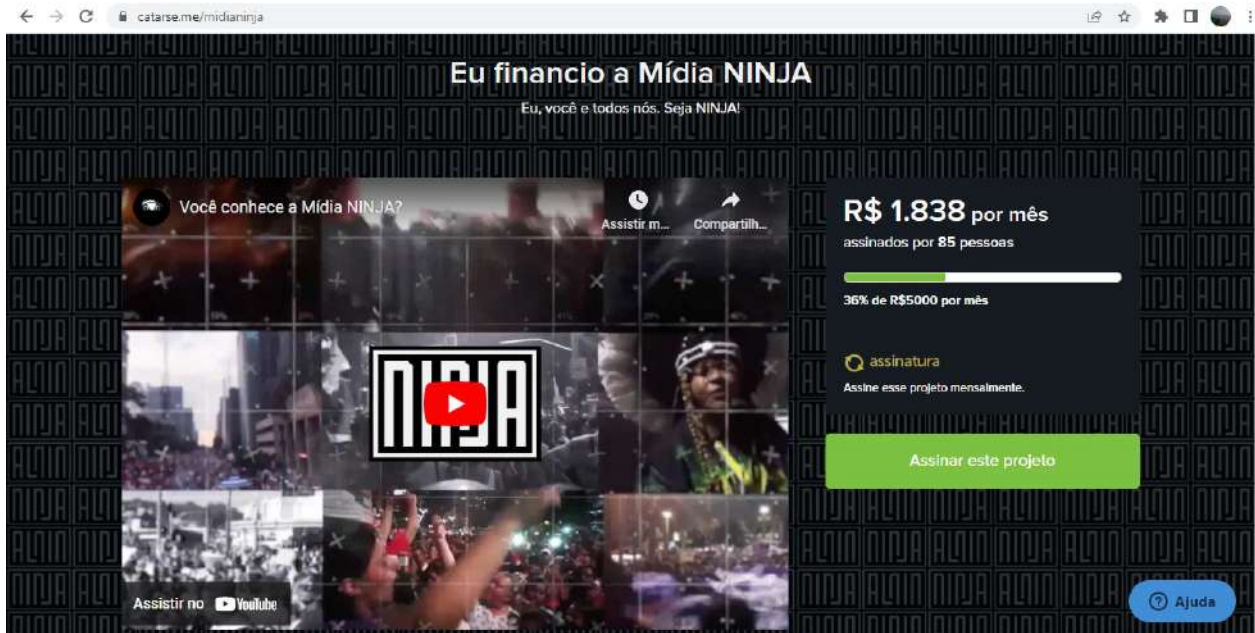 catarse.me/midianinja
Eu financio a Mídia NINJA
Eu, você e todos nós. Seja NINJA!
Você conhece a Mídia NINJA?
Assistir m...
Compartilh...
NINJA
Assistir no YouTube
R$ 1.838 por mês
assinados por 85 pessoas
36% de R$5000 por mês
assinatura
Assine esse projeto mensalmente.
Assinar este projeto
Ajuda